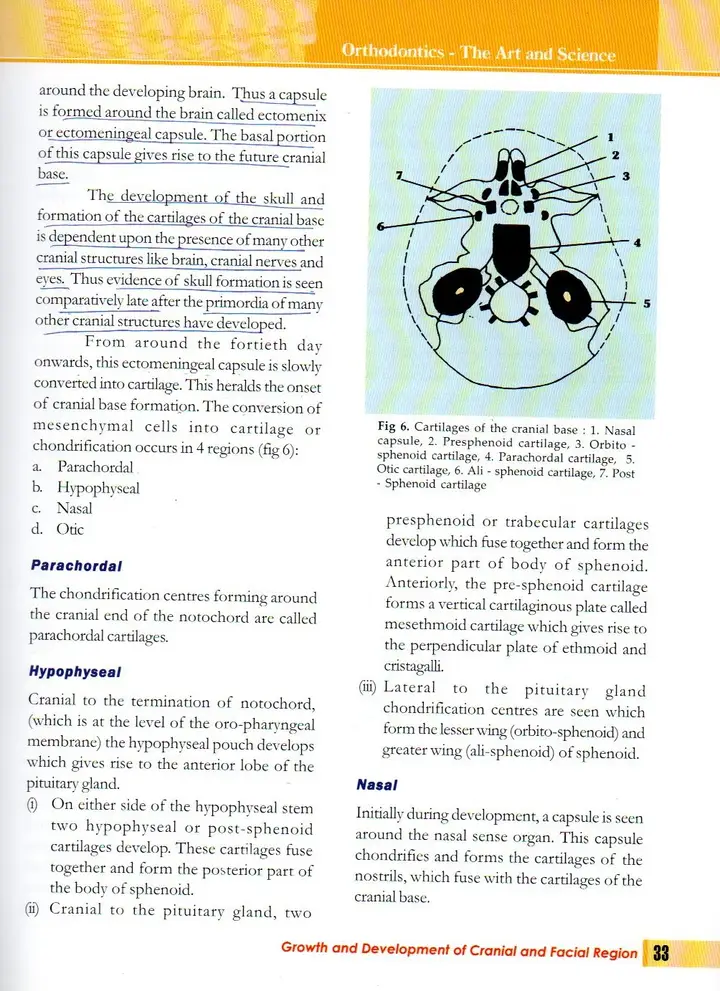 Orthodontics - The Art and Science
around the developing brain. Thus a capsule
is formed around the brain called ectomenix
or ectomeningeal capsule. The basal portion
of this capsule gives rise to the future cranial
base.
The development of the skull and
formation of the cartilages of the cranial base
is dependent upon the presence of many other
cranial structures like brain, cranial nerves and
eyes. Thus evidence of skull formation is seen
comparatively late after the primordia of many
other cranial structures have developed.
From around the fortieth day
onwards, this ectomeningeal capsule is slowly
converted into cartilage. This heralds the onset
of cranial base formation. The conversion of
mesenchymal cells into cartilage or
chondrification occurs in 4 regions (fig 6):
a. Parachordal
b. Hypophyseal
c. Nasal
d. Otic
Parachordal
The chondrification centres forming around
the cranial end of the notochord are called
parachordal cartilages.
Hypophyseal
Cranial to the termination of notochord,
(which is at the level of the oro-pharyngeal
membrane) the hypophyseal pouch develops
which gives rise to the anterior lobe of the
pituitary gland.
(i) On either side of the hypophyseal stem
two hypophyseal or post-sphenoid
cartilages develop. These cartilages fuse
together and form the posterior part of
the body of sphenoid.
(ii) Cranial to the pituitary gland, two
1
2
3
7
6
4
5
Fig 6. Cartilages of the cranial base : 1. Nasal
capsule, 2. Presphenoid cartilage, 3. Orbito -
sphenoid cartilage, 4. Parachordal cartilage, 5.
Otic cartilage, 6. Ali - sphenoid cartilage, 7. Post
- Sphenoid cartilage
presphenoid or trabecular cartilages
develop which fuse together and form the
anterior part of body of sphenoid.
Anteriorly, the pre-sphenoid cartilage
forms a vertical cartilaginous plate called
mesethmoid cartilage which gives rise to
the perpendicular plate of ethmoid and
cristagalli.
(iii) Lateral to the pituitary gland
chondrification centres are seen which
form the lesser wing (orbito-sphenoid) and
greater wing (ali-sphenoid) of sphenoid.
Nasal
Initially during development, a capsule is seen
around the nasal sense organ. This capsule
chondrifies and forms the cartilages of the
nostrils, which fuse with the cartilages of the
cranial base.
Growth and Development of Cranial and Facial Region 33